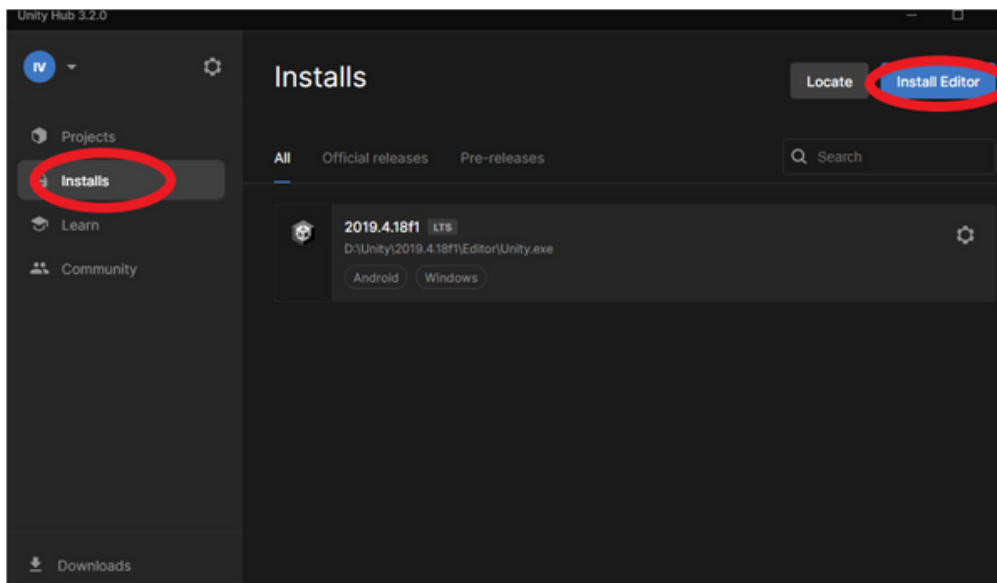 Unity Hub 3.2.0
IV
Installs
Locate
Install Editor
Projects
Installs
Learn
Community
All
Official releases
Pre-releases
Search
2019.4.18f1 LTS
D:\Unity\2019.4.18f1\Editor\Unity.exe
Android
Windows
Downloads